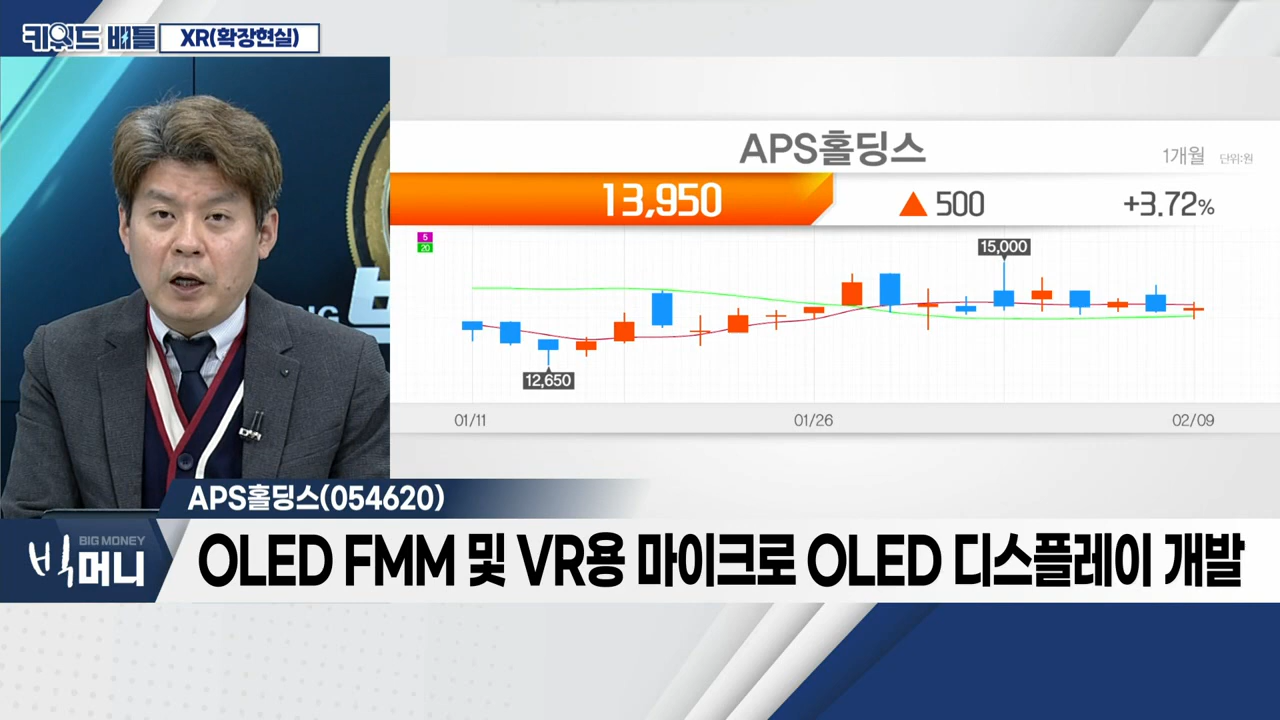 키워드 배틀
XR(확장현실)
APS홀딩스
1개월 단위:원
13,950
▲ 500
+3.72%
5
20
15,000
12,650
01/11
01/26
02/09
APS홀딩스(054620)
빅머니
BIG MONEY
OLED FMM 및 VR용 마이크로 OLED 디스플레이 개발